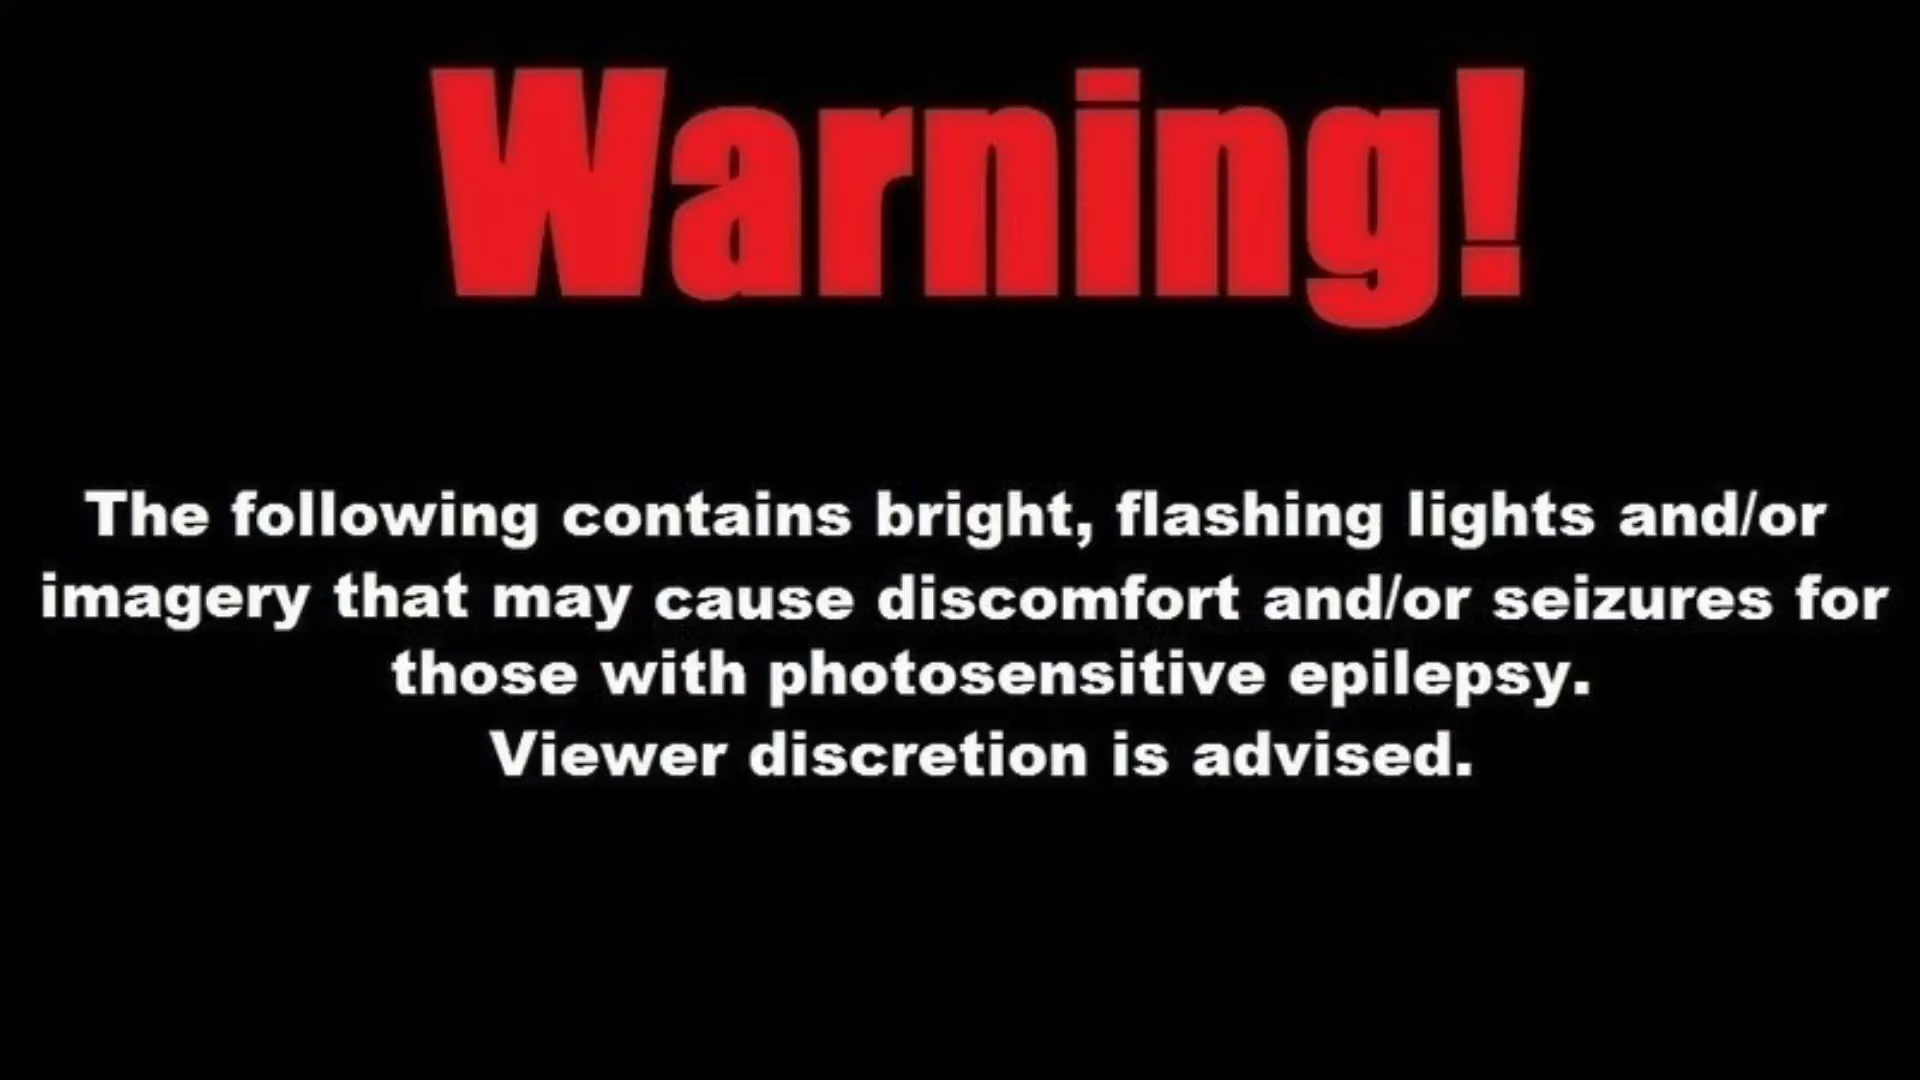 Warning!
The following contains bright, flashing lights and/or
imagery that may cause discomfort and/or seizures for
those with photosensitive epilepsy.
Viewer discretion is advised.